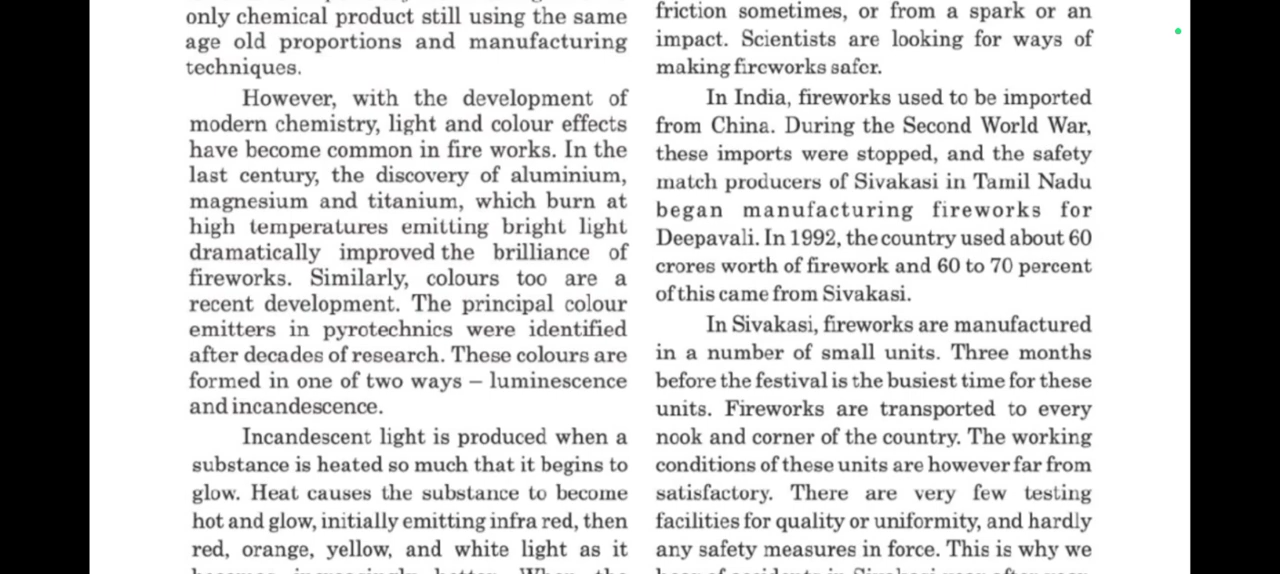 only chemical product still using the same
age old proportions and manufacturing
techniques.
However, with the development of
modern chemistry, light and colour effects
have become common in fire works. In the
last century, the discovery of aluminium,
magnesium and titanium, which burn at
high temperatures emitting bright light
dramatically improved the brilliance of
fireworks. Similarly, colours too are a
recent development. The principal colour
emitters in pyrotechnics were identified
after decades of research. These colours are
formed in one of two ways – luminescence
and incandescence.
Incandescent light is produced when a
substance is heated so much that it begins to
glow. Heat causes the substance to become
hot and glow, initially emitting infra red, then
red, orange, yellow, and white light as it
friction sometimes, or from a spark or an
impact. Scientists are looking for ways of
making fireworks safer.
In India, fireworks used to be imported
from China. During the Second World War,
these imports were stopped, and the safety
match producers of Sivakasi in Tamil Nadu
began manufacturing fireworks for
Deepavali. In 1992, the country used about 60
crores worth of firework and 60 to 70 percent
of this came from Sivakasi.
In Sivakasi, fireworks are manufactured
in a number of small units. Three months
before the festival is the busiest time for these
units. Fireworks are transported to every
nook and corner of the country. The working
conditions of these units are however far from
satisfactory. There are very few testing
facilities for quality or uniformity, and hardly
any safety measures in force. This is why we